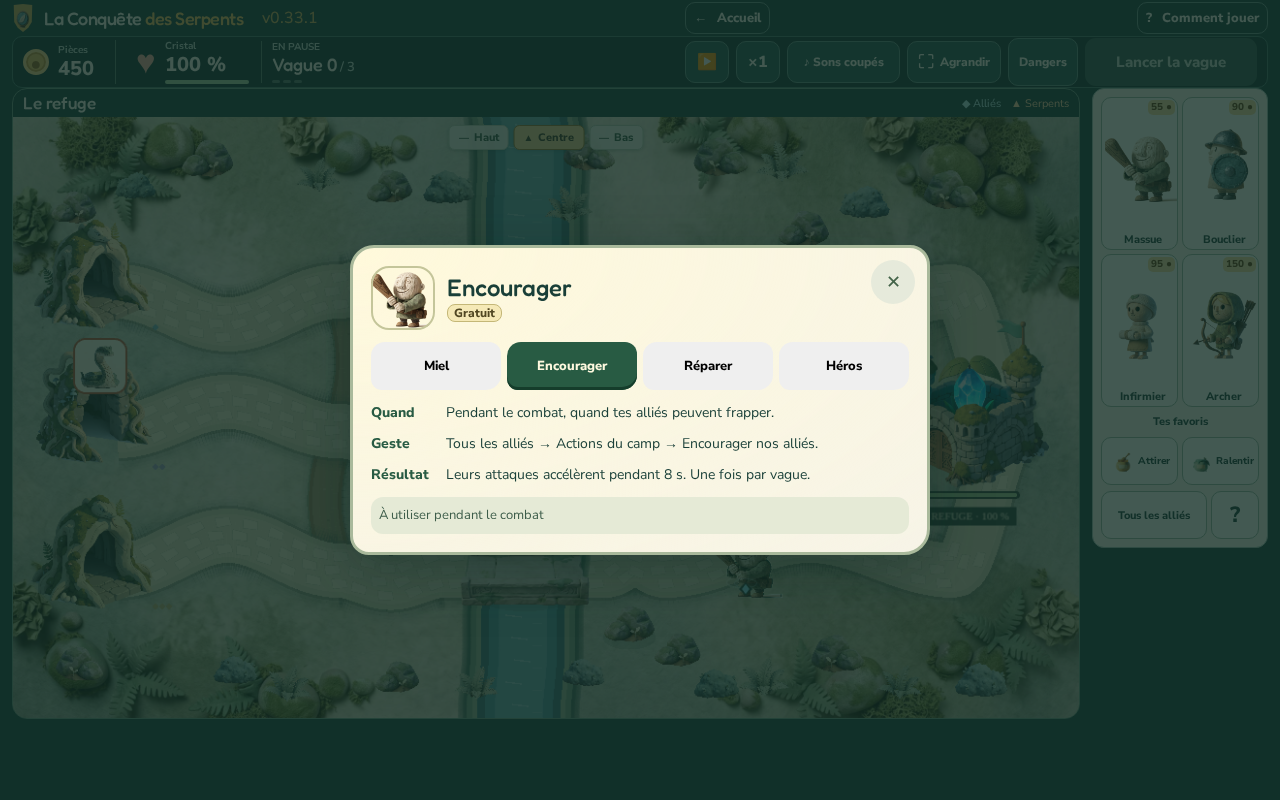 La Conquête des Serpents v0.33.1
← Accueil
? Comment jouer
Pièces
450
Cristal
100 %
EN PAUSE
Vague 0 / 3
×1
♪ Sons coupés
Agrandir
Dangers
Lancer la vague
Le refuge
◆ Alliés ▲ Serpents
— Haut
▲ Centre
— Bas
55
90
Massue
Bouclier
95
150
Infirmier
Archer
Tes favoris
Attirer
Ralentir
Tous les alliés
?
REFUGE · 100 %
Encourager
Gratuit
×
Miel
Encourager
Réparer
Héros
Quand Pendant le combat, quand tes alliés peuvent frapper.
Geste Tous les alliés → Actions du camp → Encourager nos alliés.
Résultat Leurs attaques accélèrent pendant 8 s. Une fois par vague.
À utiliser pendant le combat